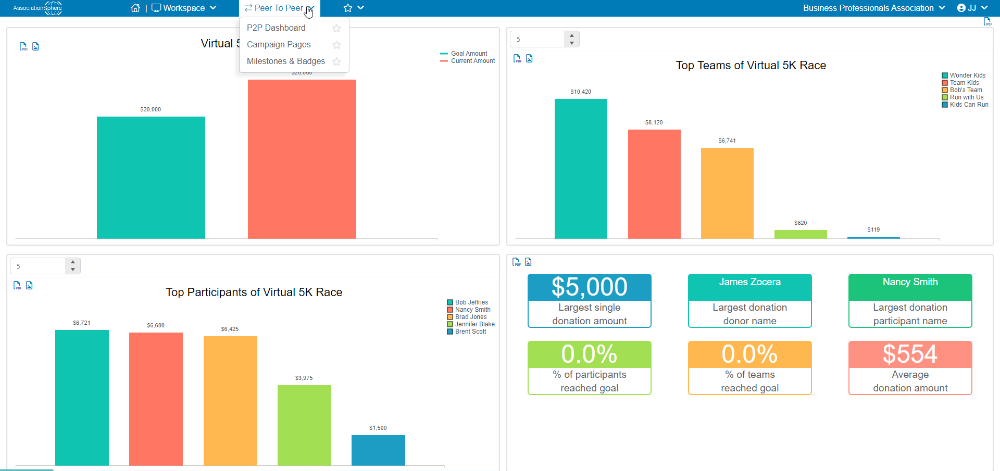 AssociationSphere
| Workspace
Peer To Peer
Business Professionals Association
JJ
P2P Dashboard
Campaign Pages
Milestones & Badges
PDF
Virtual
Goal Amount
Current Amount
$20,000
PDF
5
PDF
Top Teams of Virtual 5K Race
Wonder Kids
Team Kids
Bob's Team
Run with Us
Kids Can Run
$10,420
$8,120
$6,741
$620
$119
5
PDF
Top Participants of Virtual 5K Race
Bob Jeffries
Nancy Smith
Brad Jones
Jennifer Blake
Brent Scott
$6,721
$6,600
$6,425
$3,975
$1,500
PDF
$5,000
Largest single
donation amount
James Zocera
Largest donation
donor name
Nancy Smith
Largest donation
participant name
0.0%
% of participants
reached goal
0.0%
% of teams
reached goal
$554
Average
donation amount